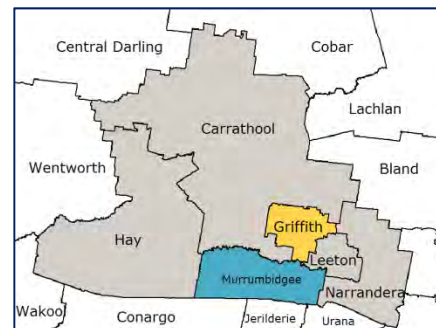 Central Darling
Cobar
Lachlan
Carrathool
Bland
Wentworth
Griffith
Hay
Leeton
Murrumbidgee
Narrandera
Wakool
Conargo
Jerilderie
Urana